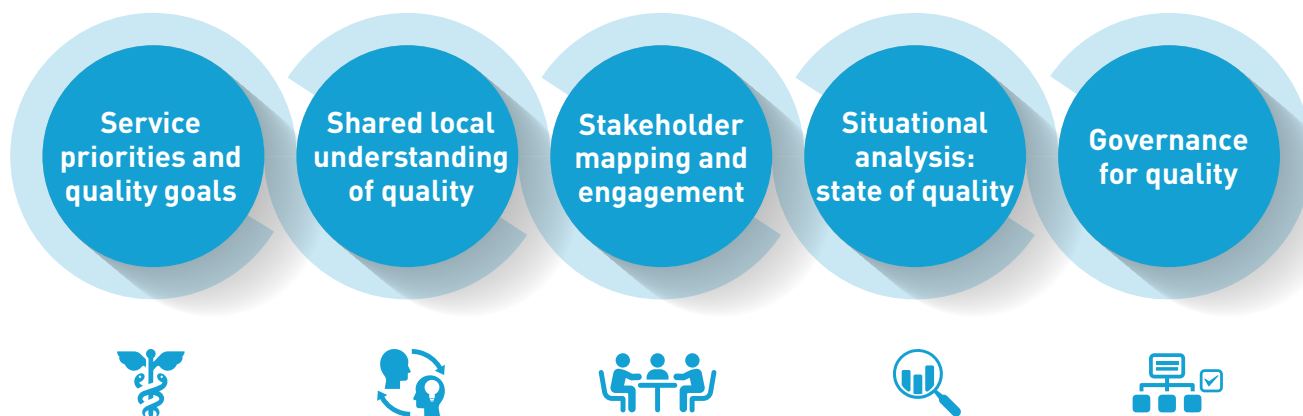 Service
priorities and
quality goals
Shared local
understanding
of quality
Stakeholder
mapping and
engagement
Situational
analysis:
state of quality
Governance
for quality